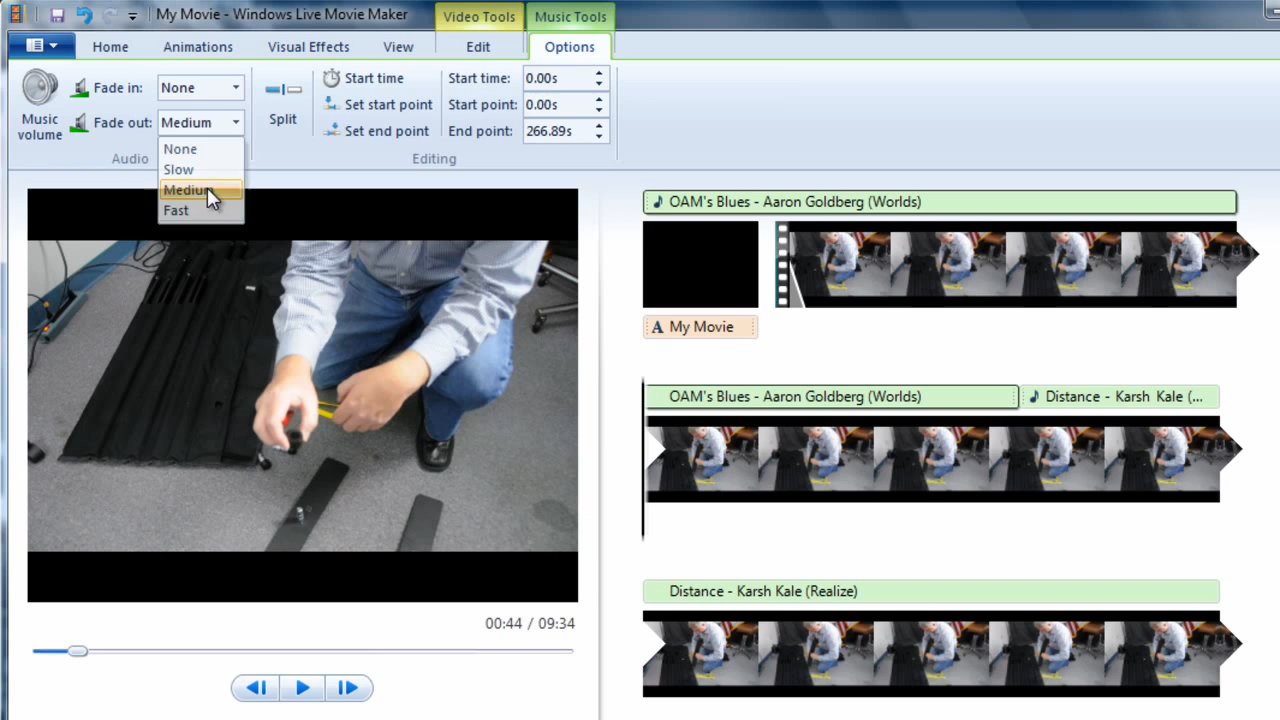 My Movie - Windows Live Movie Maker
Video Tools
Music Tools
Home
Animations
Visual Effects
View
Edit
Options
Music volume
Fade in:
None
Fade out:
Medium
None
Slow
Medium
Fast
Audio
Split
Start time
Set start point
Set end point
Start time:
0.00s
Start point:
0.00s
End point:
266.89s
Editing
OAM's Blues - Aaron Goldberg (Worlds)
A My Movie
OAM's Blues - Aaron Goldberg (Worlds)
Distance - Karsh Kale (...
Distance - Karsh Kale (Realize)
00:44 / 09:34